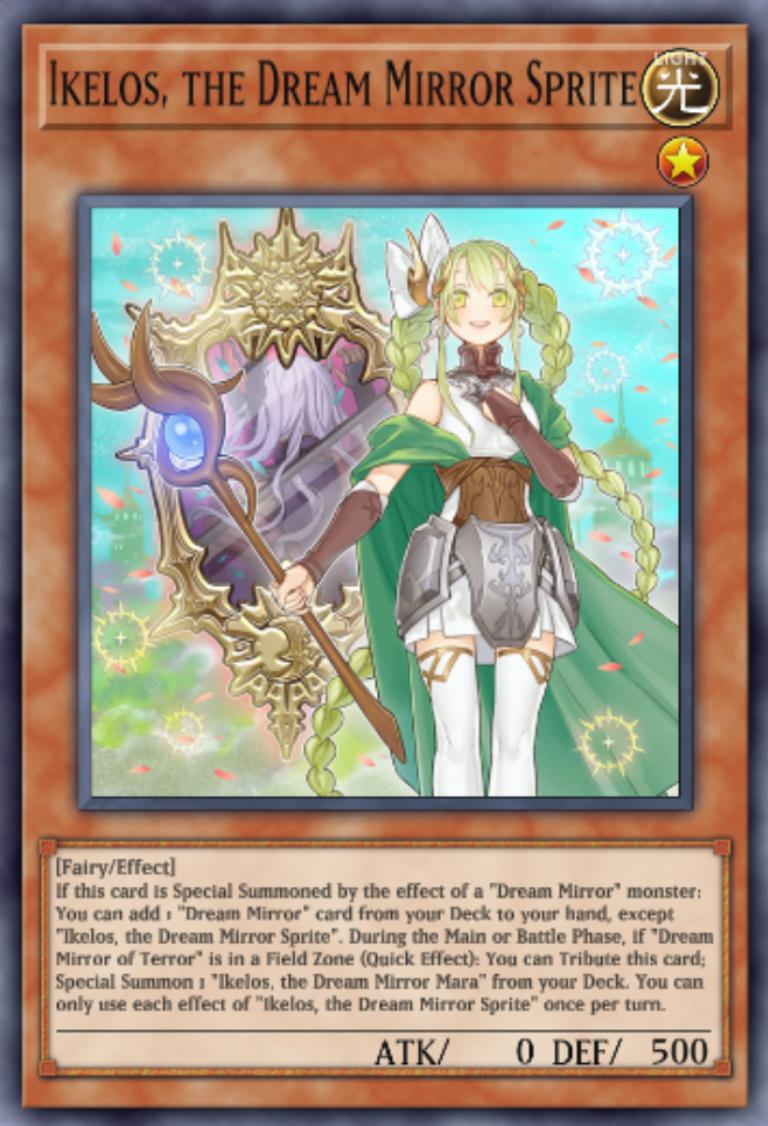 IKELOS, THE DREAM MIRROR SPRITE
LIGHT
光
[Fairy/Effect]
If this card is Special Summoned by the effect of a "Dream Mirror" monster:
You can add 1 "Dream Mirror" card from your Deck to your hand, except
"Ikelos, the Dream Mirror Sprite". During the Main or Battle Phase, if "Dream
Mirror of Terror" is in a Field Zone (Quick Effect): You can Tribute this card;
Special Summon 1 "Ikelos, the Dream Mirror Mara" from your Deck. You can
only use each effect of "Ikelos, the Dream Mirror Sprite" once per turn.
ATK/ 0 DEF/ 500